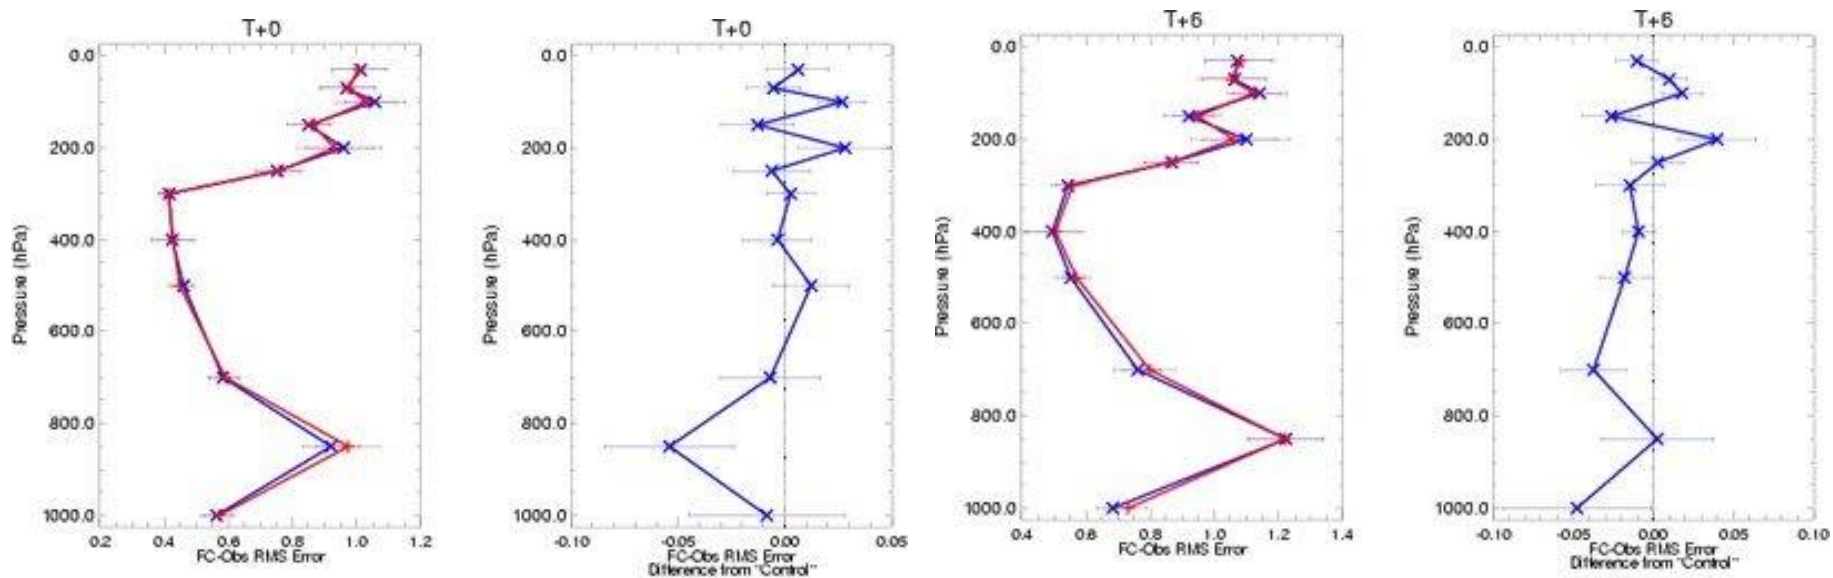 T+0
0.0
200.0
400.0
600.0
800.0
1000.0
Pressure (hPa)
0.2 0.4 0.6 0.8 1.0 1.2
FC-Obs RMS Error
T+0
0.0
200.0
400.0
600.0
800.0
1000.0
Pressure (hPa)
-0.10 -0.05 0.00 0.05
FC-Obs RMS Error
Difference from "Control"
T+6
0.0
200.0
400.0
600.0
800.0
1000.0
Pressure (hPa)
0.4 0.6 0.8 1.0 1.2 1.4
FC-Obs RMS Error
T+6
0.0
200.0
400.0
600.0
800.0
1000.0
Pressure (hPa)
-0.10 -0.05 0.00 0.05 0.10
FC-Obs RMS Error
Difference from "Control"